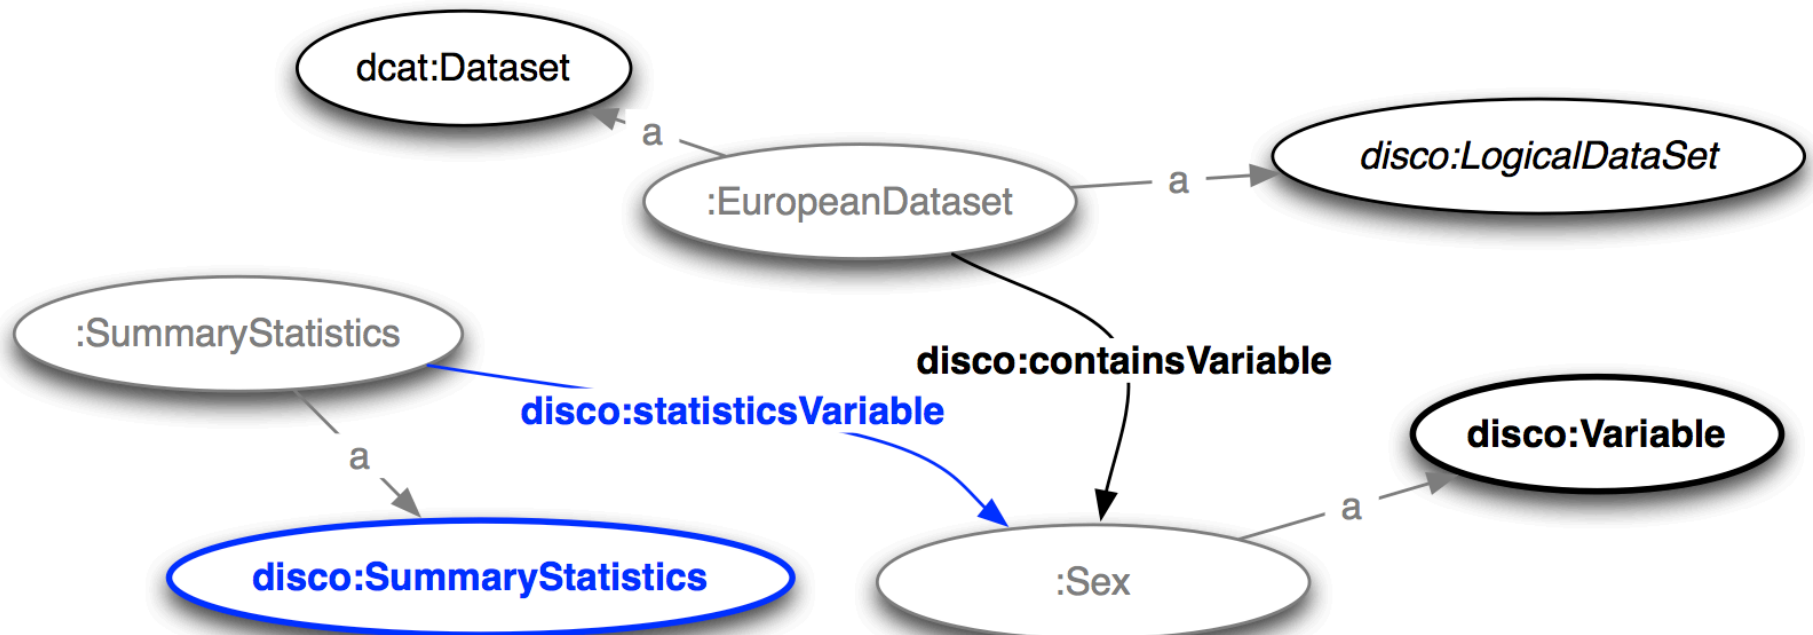 dcat:Dataset
a
disco:LogicalDataSet
a
:EuropeanDataset
:SummaryStatistics
disco:containsVariable
disco:statisticsVariable
disco:Variable
a
a
disco:SummaryStatistics
:Sex